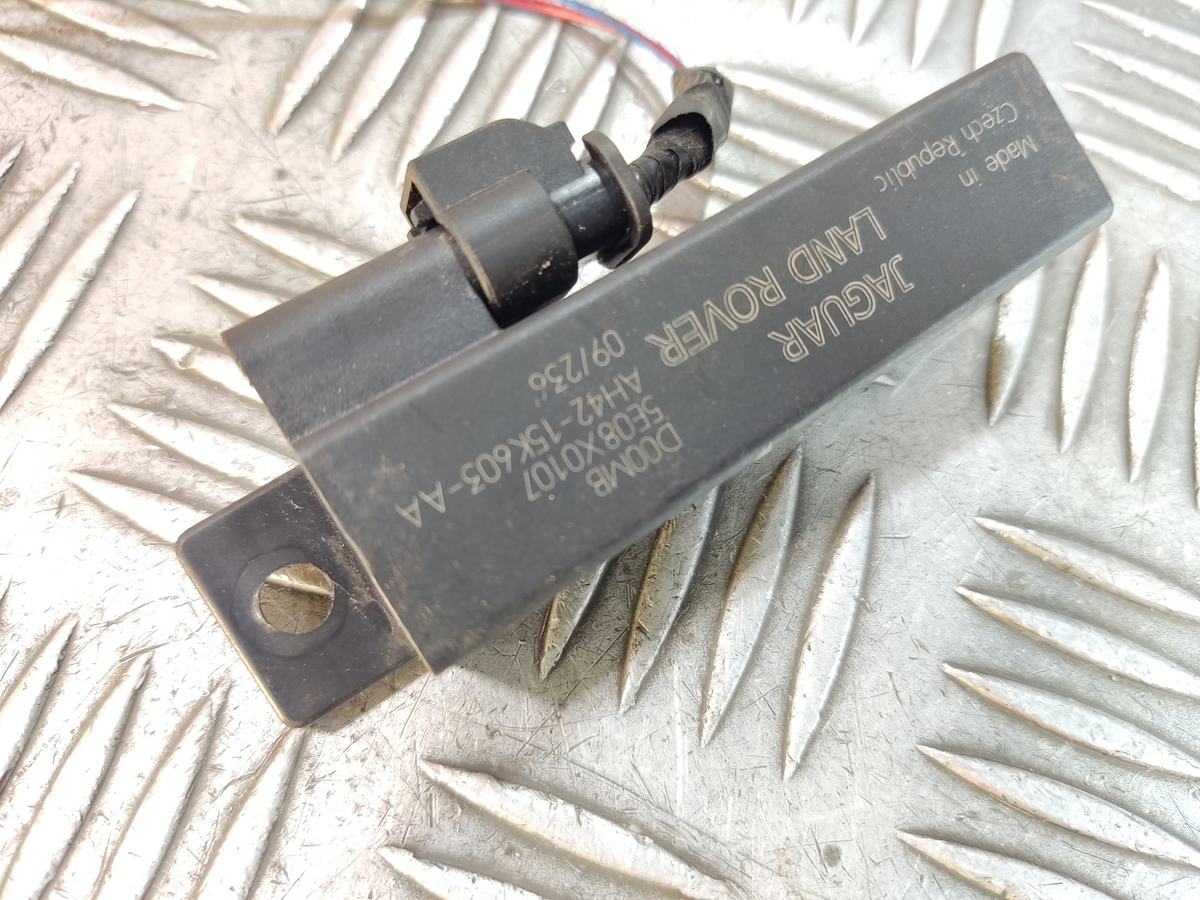 Made in
Czech Republic
JAGUAR
LAND ROVER
D00MB
5E08X0107
AH42-15K603-AA
09/236